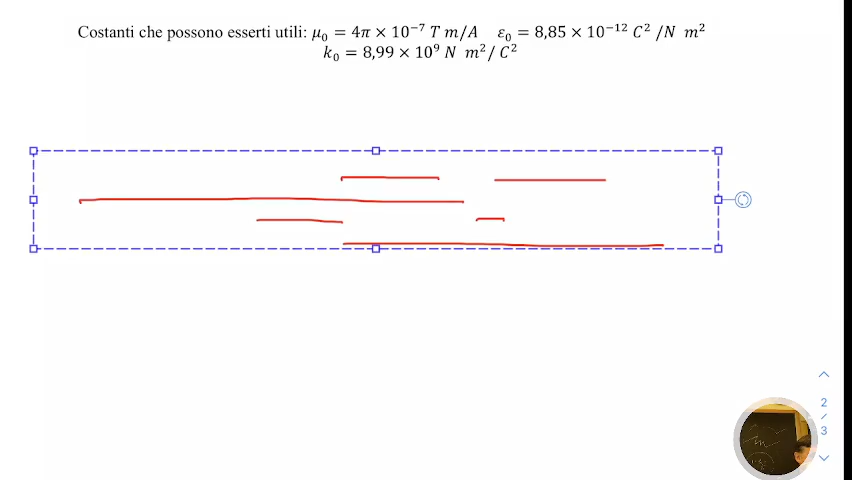 Costanti che possono esserti utili: μ₀ = 4π × 10⁻⁷ T m/A ε₀ = 8,85 × 10⁻¹² C² /N m²
k₀ = 8,99 × 10⁹ N m²/ C²
2
/
3